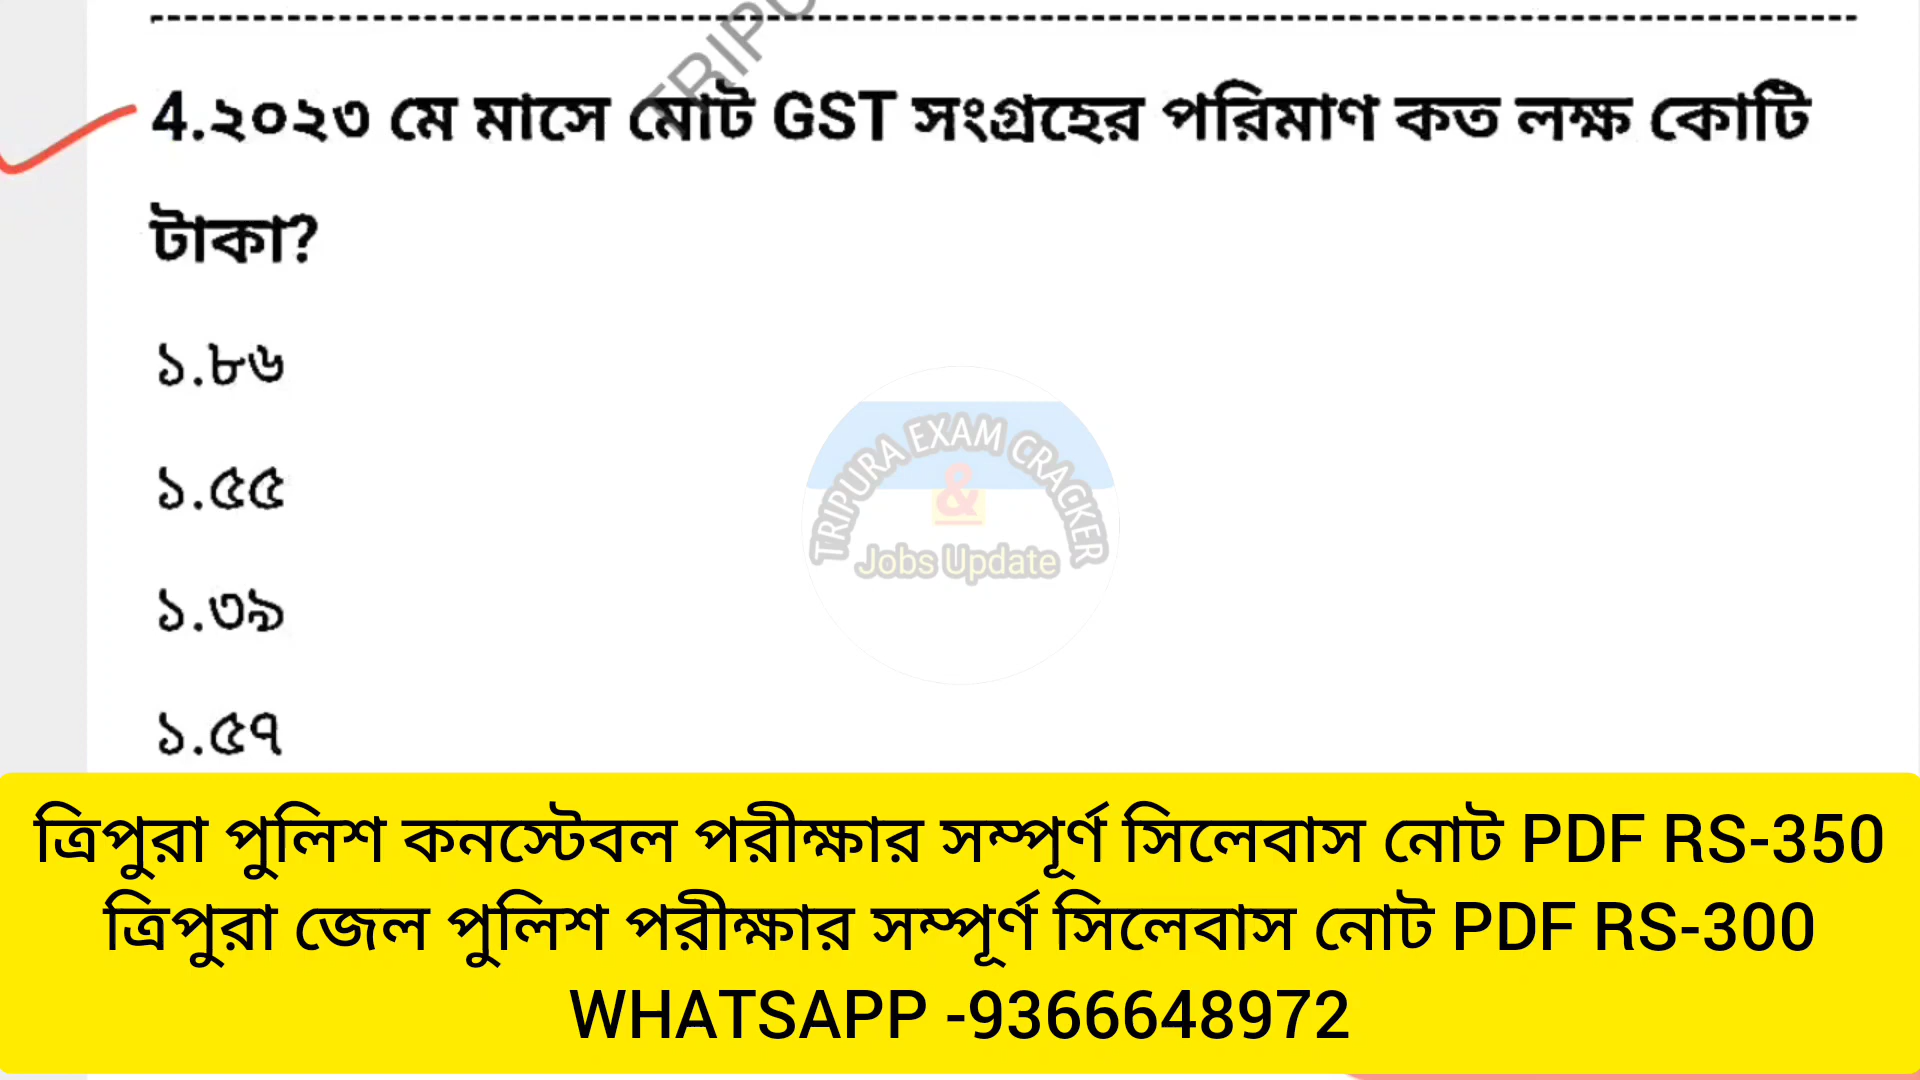 TRIPU
4.২০২৩ মে মাসে মোট GST সংগ্রহের পরিমাণ কত লক্ষ কোটি
টাকা?
১.৮৬
১.৫৫
১.৩৯
১.৫৭
TRIPURA EXAM CRACKER
&
Jobs Update
ত্রিপুরা পুলিশ কনস্টেবল পরীক্ষার সম্পূর্ণ সিলেবাস নোট PDF RS-350
ত্রিপুরা জেল পুলিশ পরীক্ষার সম্পূর্ণ সিলেবাস নোট PDF RS-300
WHATSAPP -9366648972